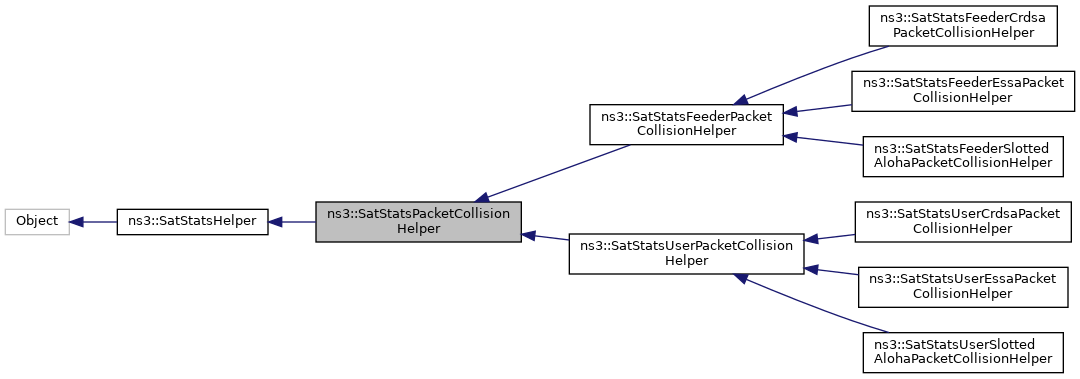 Object
ns3::SatStatsHelper
ns3::SatStatsPacketCollision
Helper
ns3::SatStatsFeederPacket
CollisionHelper
ns3::SatStatsUserPacketCollision
Helper
ns3::SatStatsFeederCrdsa
PacketCollisionHelper
ns3::SatStatsFeederEssaPacket
CollisionHelper
ns3::SatStatsFeederSlotted
AlohaPacketCollisionHelper
ns3::SatStatsUserCrdsaPacket
CollisionHelper
ns3::SatStatsUserEssaPacket
CollisionHelper
ns3::SatStatsUserSlotted
AlohaPacketCollisionHelper